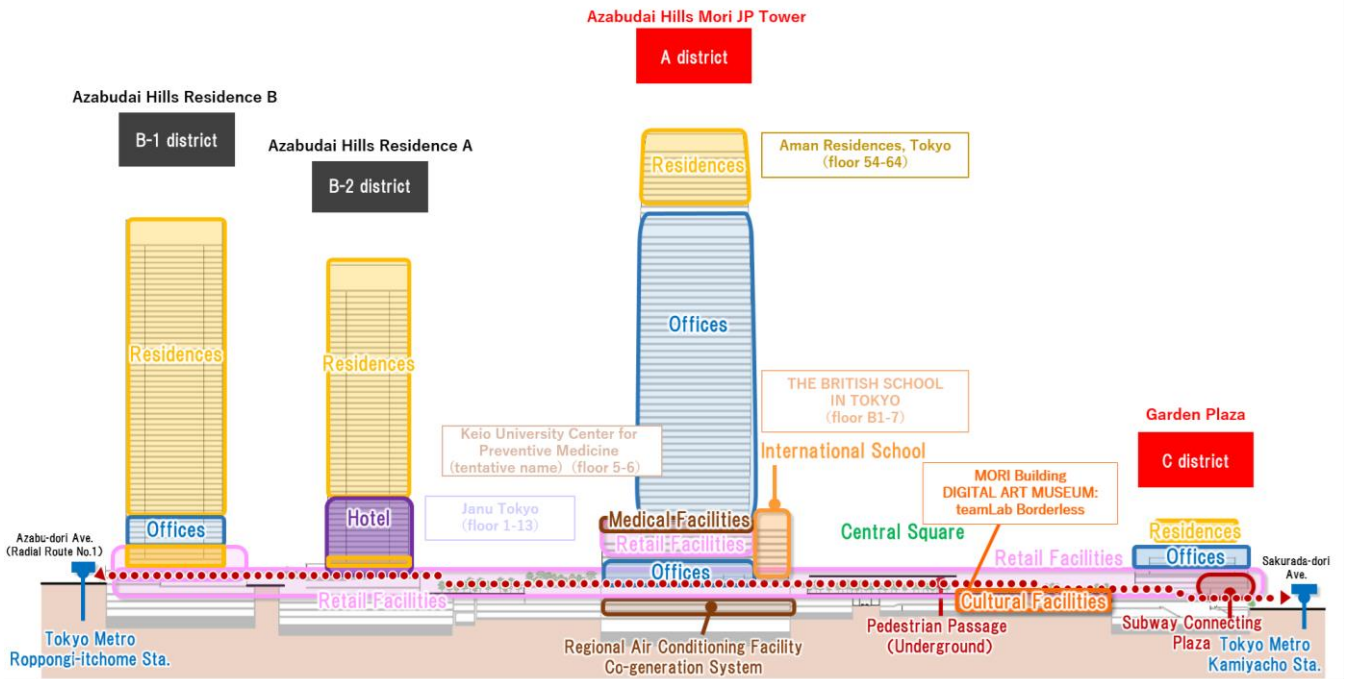 Azabudai Hills Mori JP Tower
A district
Azabudai Hills Residence B
B-1 district
Azabudai Hills Residence A
B-2 district
Residences
Aman Residences, Tokyo
(floor 54-64)
Offices
Residences
Residences
THE BRITISH SCHOOL
IN TOKYO
(floor B1-7)
International School
Garden Plaza
C district
Keio University Center for
Preventive Medicine
(tentative name) (floor 5-6)
MORI Building
DIGITAL ART MUSEUM:
teamLab Borderless
Hotel
Janu Tokyo
(floor 1-13)
Medical Facilities
Offices
Central Square
Residences
Azabu-dori Ave.
(Radial Route No.1)
Retail Facilities
Retail Facilities
Offices
Sakurada-dori
Ave.
Offices
Retail Facilities
Cultural Facilities
Tokyo Metro
Roppongi-itchome Sta.
Regional Air Conditioning Facility
Co-generation System
Pedestrian Passage
(Underground)
Subway Connecting
Plaza
Tokyo Metro
Kamiyacho Sta.